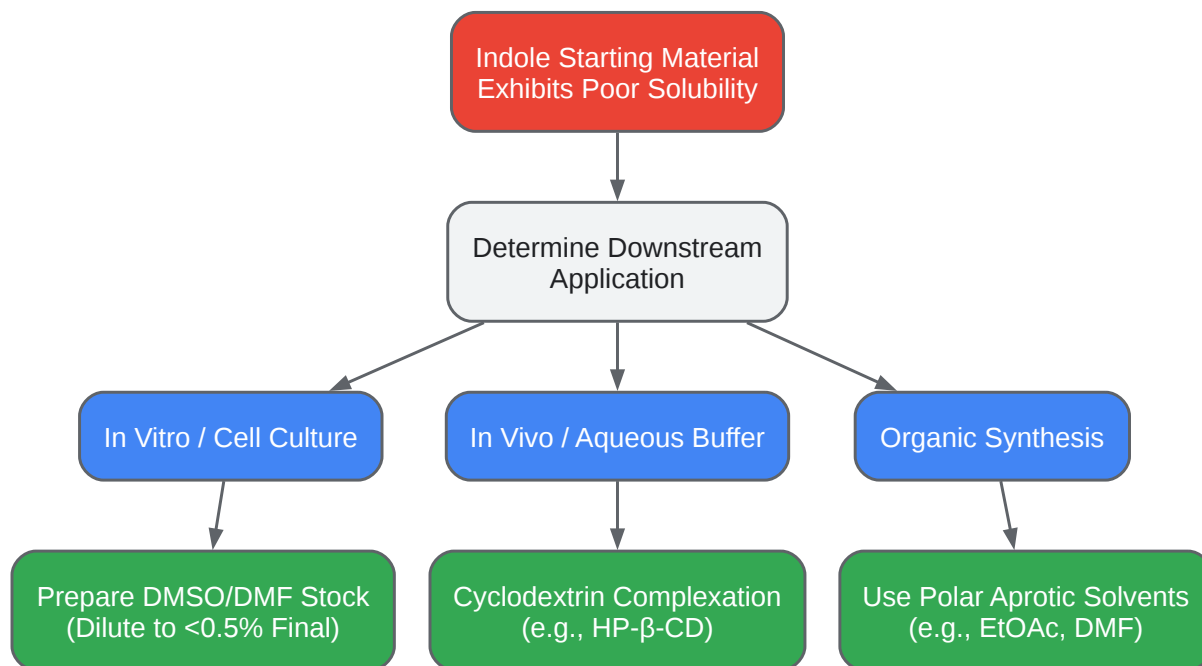 Indole Starting Material
Exhibits Poor Solubility
Determine Downstream
Application
In Vitro / Cell Culture
In Vivo / Aqueous Buffer
Organic Synthesis
Prepare DMSO/DMF Stock
(Dilute to <0.5% Final)
Cyclodextrin Complexation
(e.g., HP-β-CD)
Use Polar Aprotic Solvents
(e.g., EtOAc, DMF)